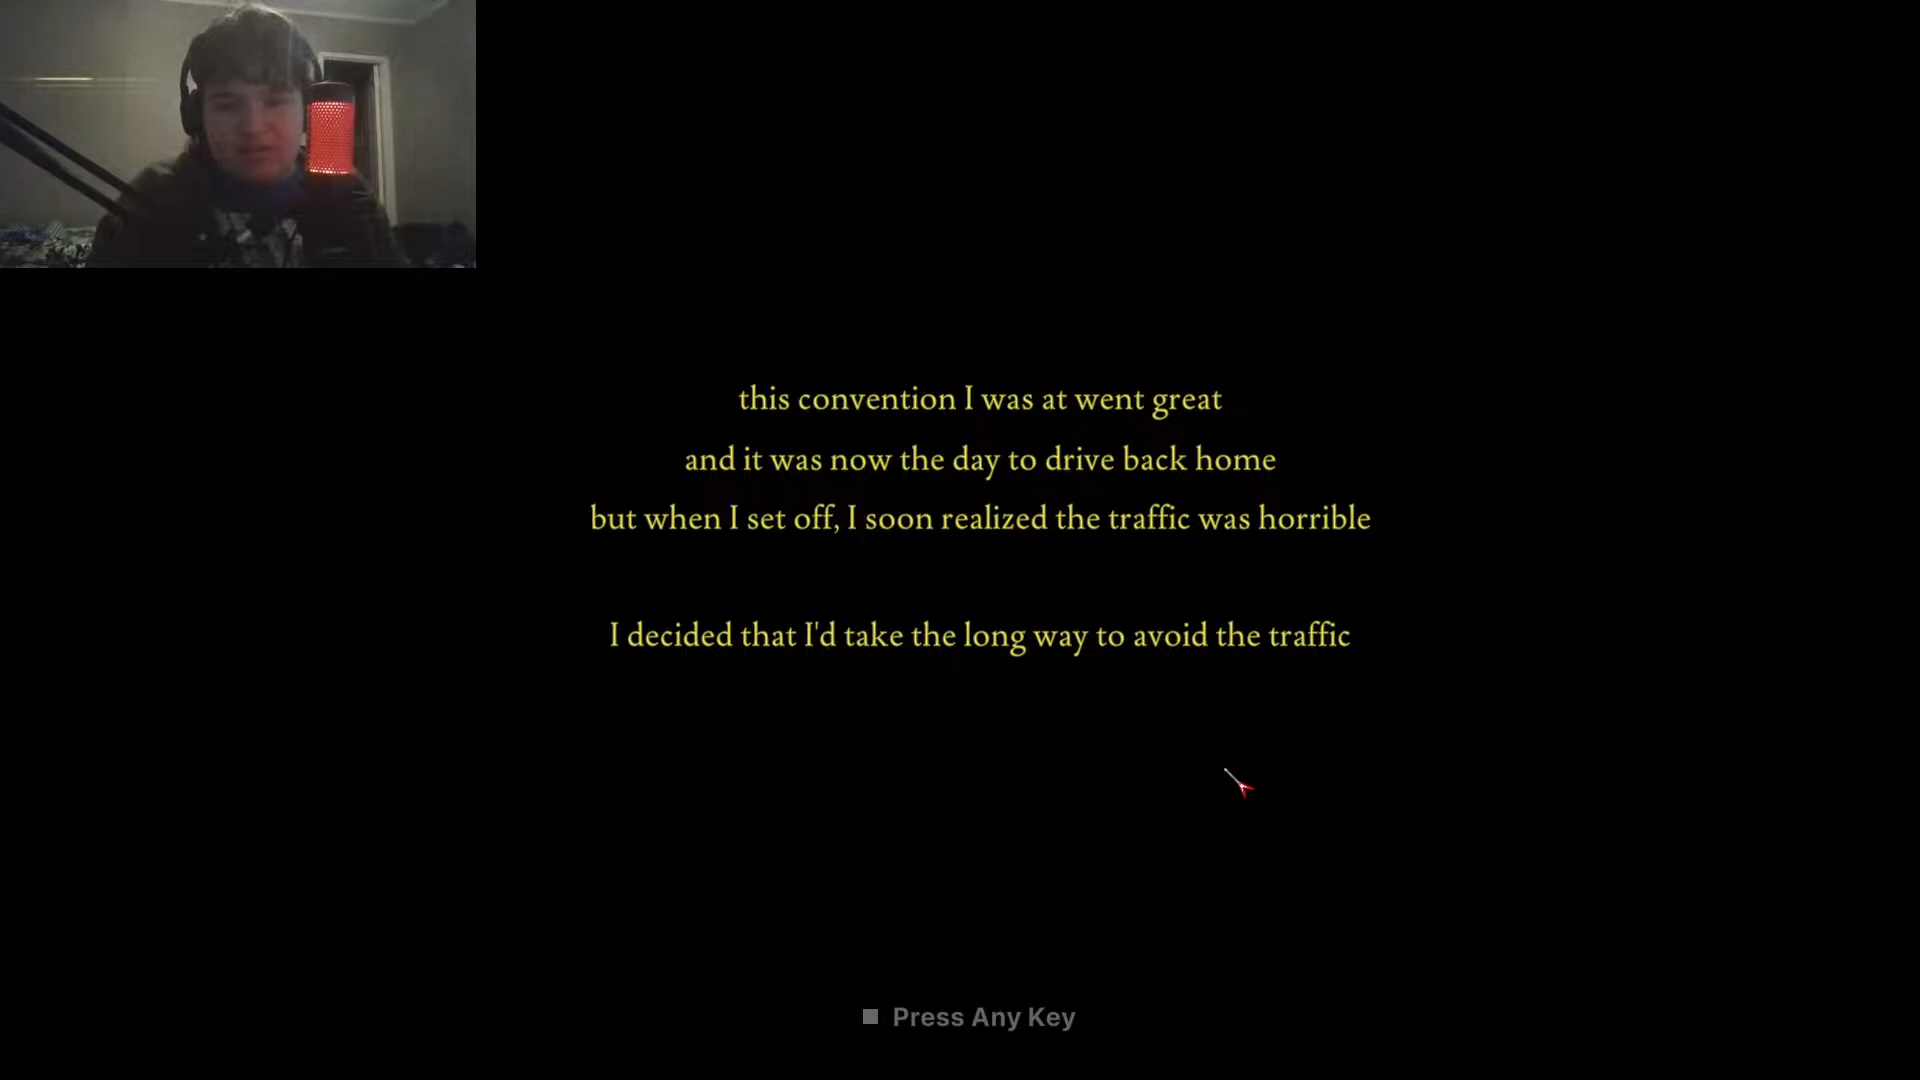 this convention I was at went great
and it was now the day to drive back home
but when I set off, I soon realized the traffic was horrible
I decided that I'd take the long way to avoid the traffic
Press Any Key